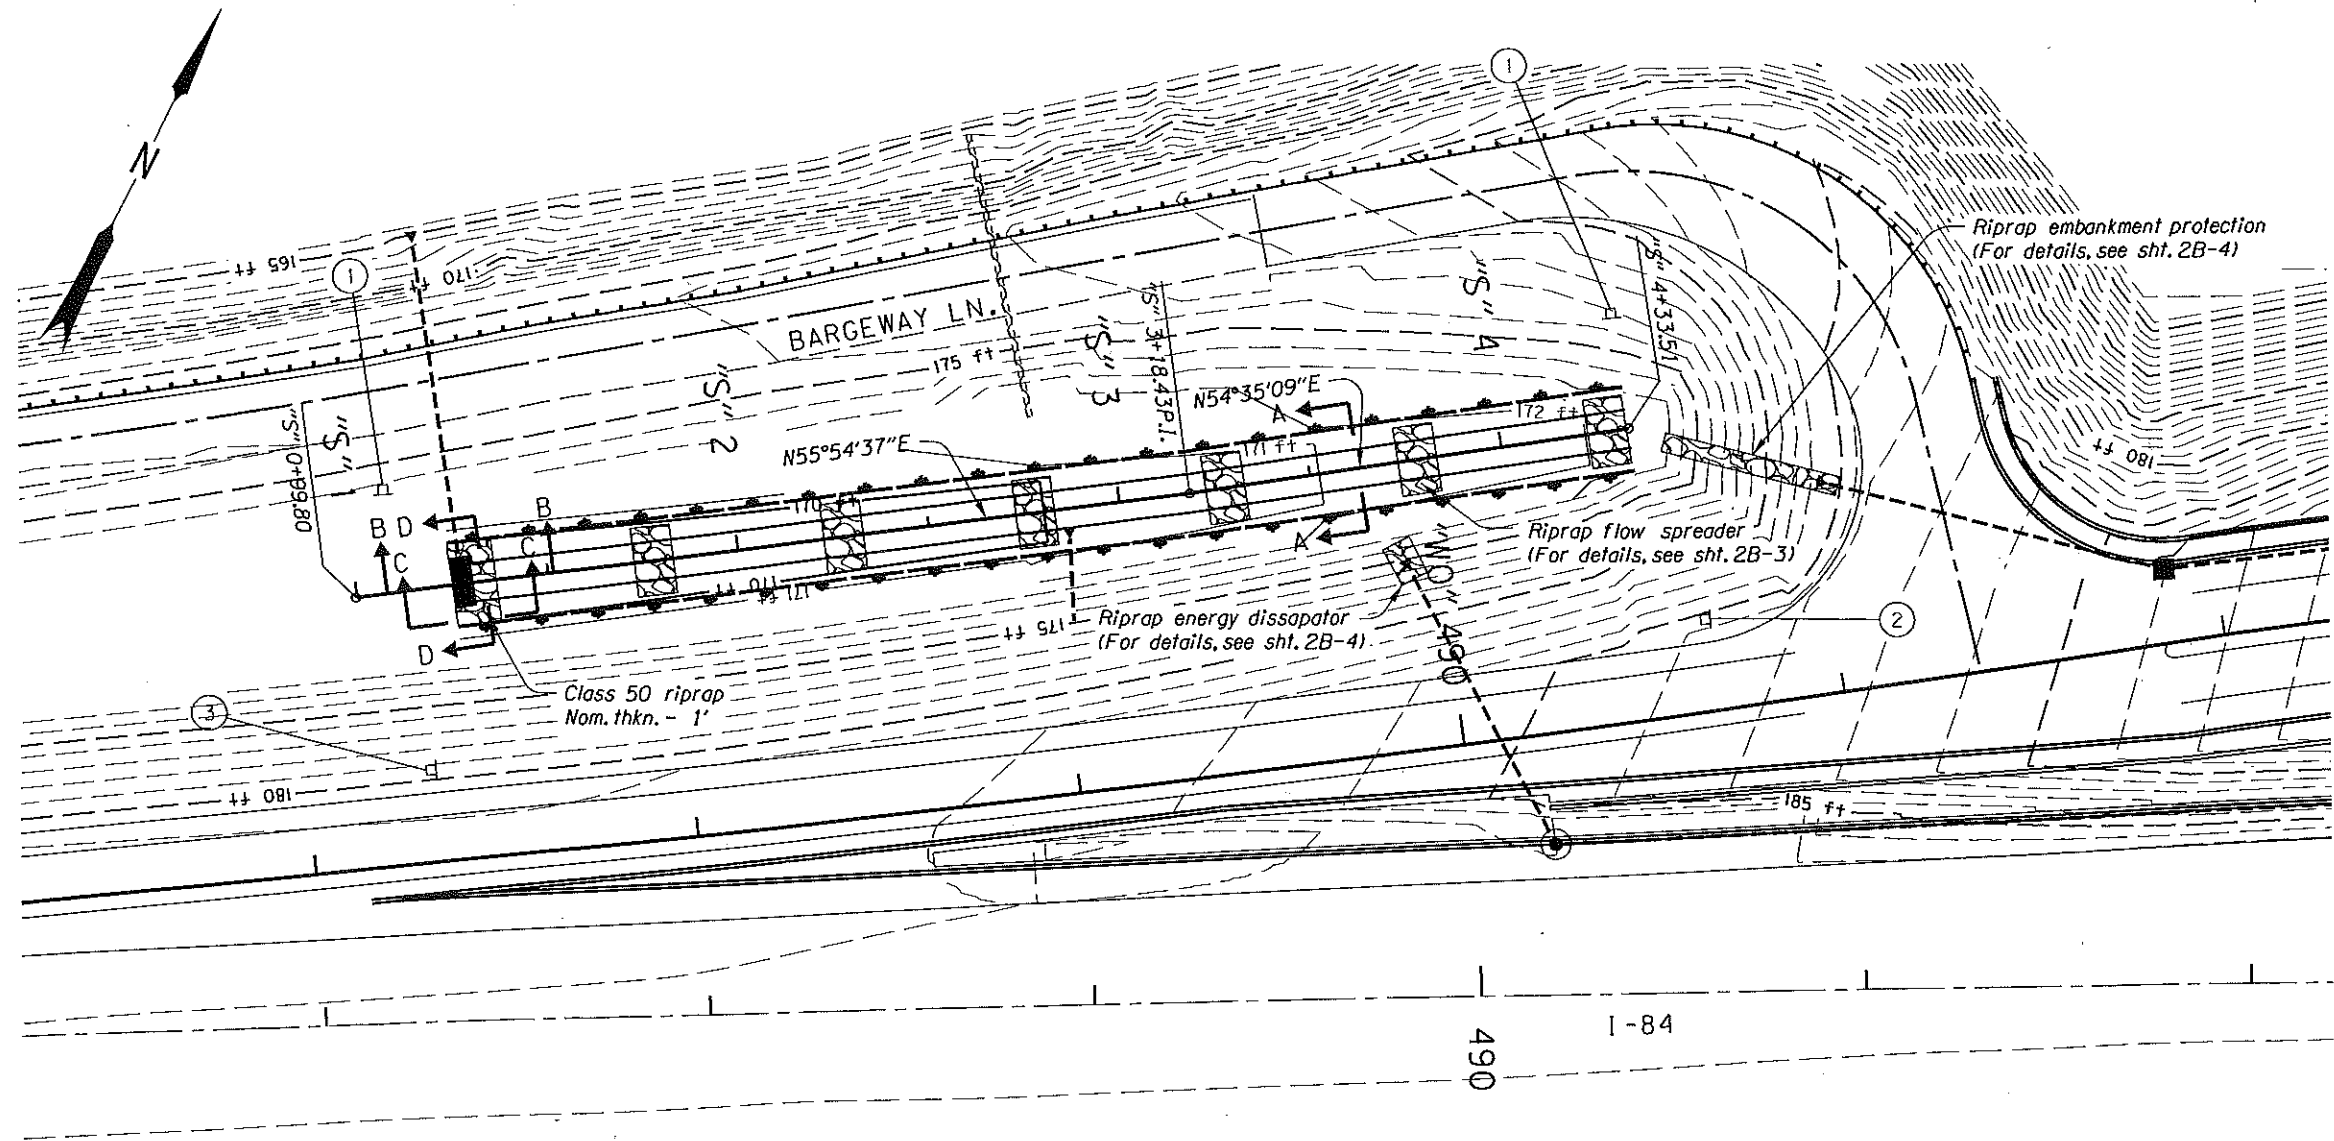 N
1
1
Riprap embankment protection
(For details, see sht. 2B-4)
165 ft
170 ft
BARGEWAY LN.
175 ft
"S" 1
"S" 2
"S" 3
"S" 4
"S" 0+99.80
"S" 3+18.43 P.I.
"S" 4+33.51
N55°54'37"E
N54°35'09"E
A
A
172 ft
171 ft
170 ft
170 ft
171 ft
175 ft
180 ft
B
D
B
C
C
D
Riprap flow spreader
(For details, see sht. 2B-3)
Riprap energy dissapator
(For details, see sht. 2B-4)
"WO" 490
2
Class 50 riprap
Nom. thkn. - 1'
3
180 ft
185 ft
I-84
490